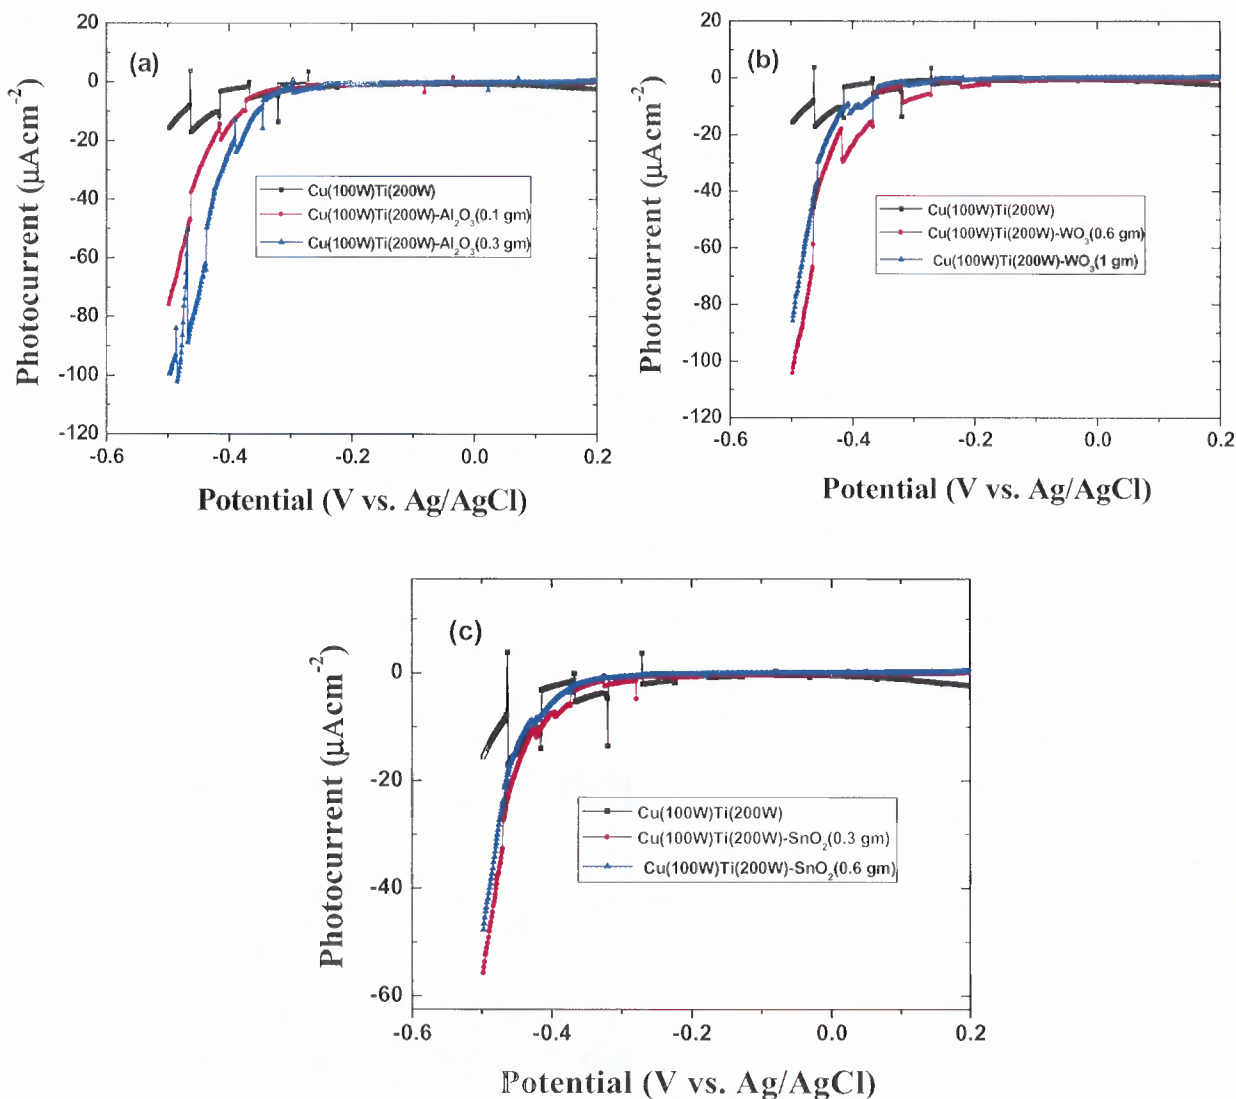 (a)
20
0
-20
-40
-60
-80
-100
-120
-0.6
-0.4
-0.2
0.0
0.2
Photocurrent (µAcm⁻²)
Potential (V vs. Ag/AgCl)
Cu(100W)Ti(200W)
Cu(100W)Ti(200W)-Al₂O₃(0.1 gm)
Cu(100W)Ti(200W)-Al₂O₃(0.3 gm)
(b)
20
0
-20
-40
-60
-80
-100
-120
-0.6
-0.4
-0.2
0.0
0.2
Photocurrent (µAcm⁻²)
Potential (V vs. Ag/AgCl)
Cu(100W)Ti(200W)
Cu(100W)Ti(200W)-WO₃(0.6 gm)
Cu(100W)Ti(200W)-WO₃(1 gm)
(c)
0
-20
-40
-60
-0.6
-0.4
-0.2
0.0
0.2
Photocurrent (µAcm⁻²)
Potential (V vs. Ag/AgCl)
Cu(100W)Ti(200W)
Cu(100W)Ti(200W)-SnO₂(0.3 gm)
Cu(100W)Ti(200W)-SnO₂(0.6 gm)